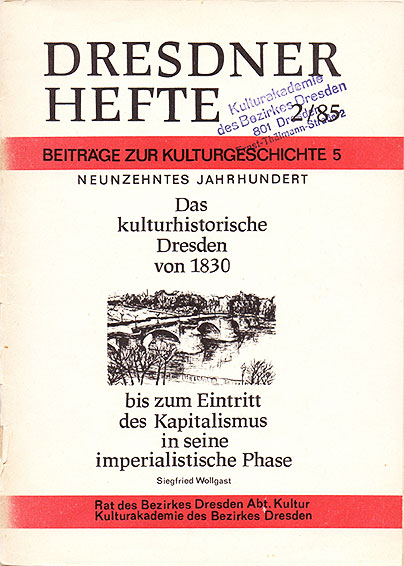 DRESDNER
HEFTE 2/85
Kulturakademie
des Bezirkes Dresden
801 Dresden
Ernst-Thälmann-Straße 2
BEITRÄGE ZUR KULTURGESCHICHTE 5
NEUNZEHNTES JAHRHUNDERT
Das
kulturhistorische
Dresden
von 1830
bis zum Eintritt
des Kapitalismus
in seine
imperialistische Phase
Siegfried Wollgast
Rat des Bezirkes Dresden Abt. Kultur
Kulturakademie des Bezirkes Dresden